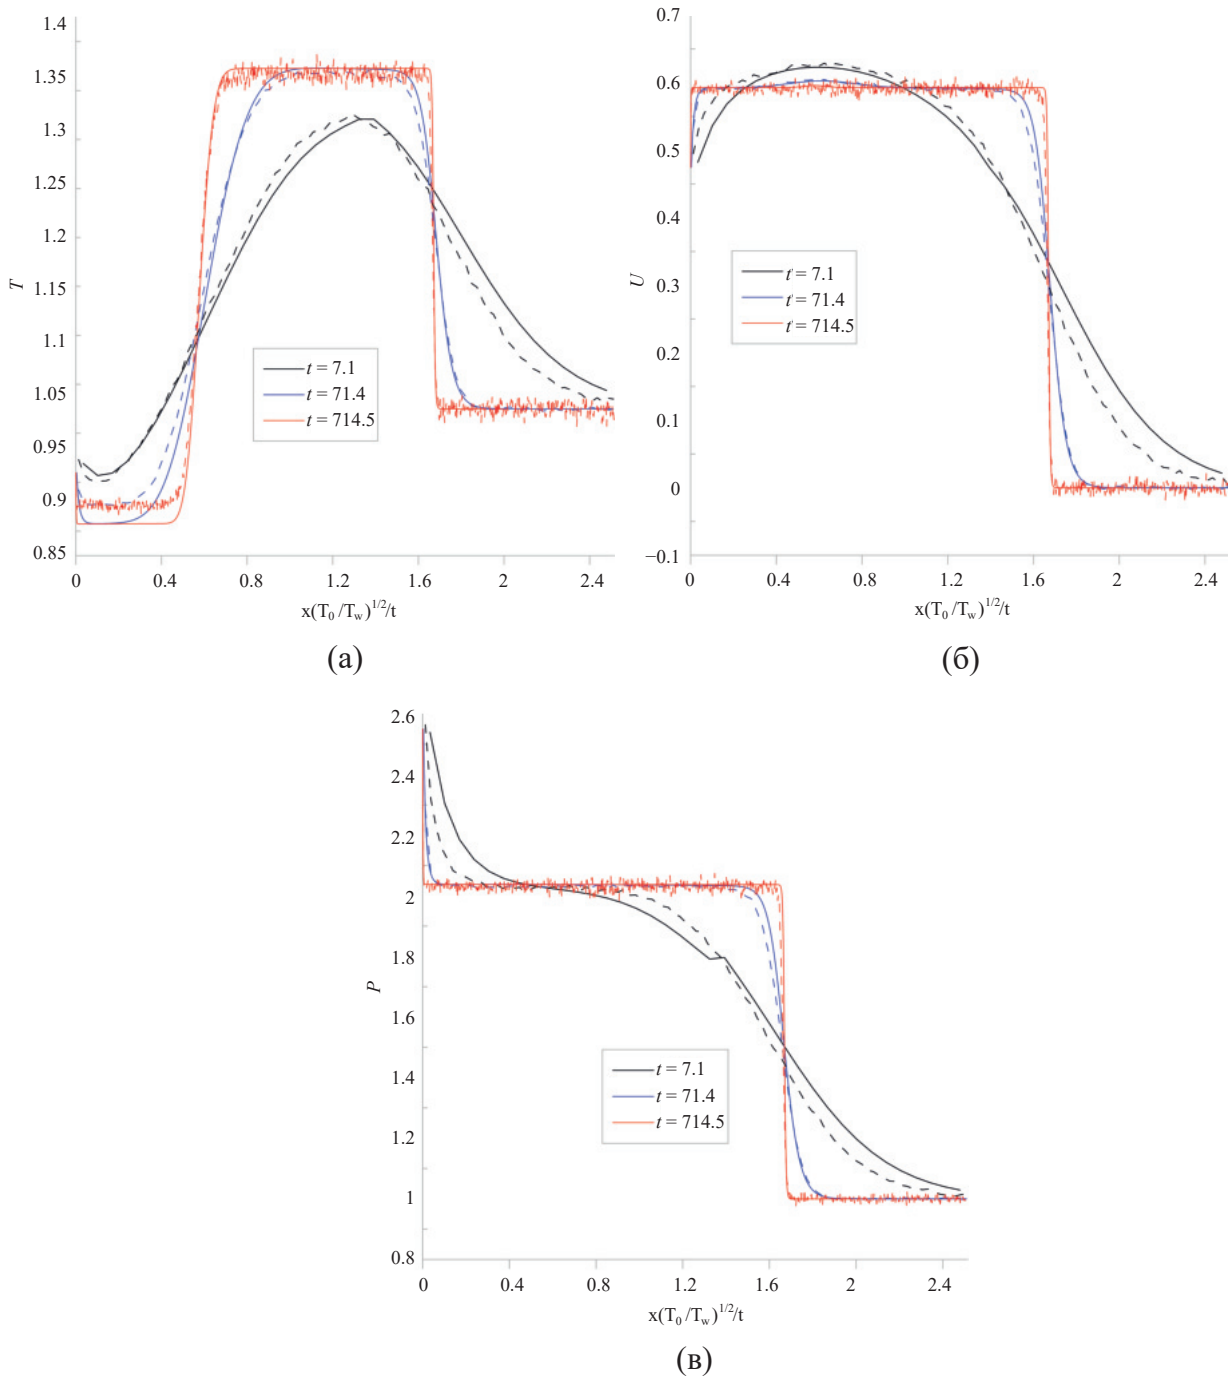 1.4
1.35
1.3
1.25
1.2
1.15
1.1
1.05
0.95
0.9
0.85
T
t = 7.1
t = 71.4
t = 714.5
0 0.4 0.8 1.2 1.6 2 2.4
x(T₀/T_w)^1/2/t
(а)
0.7
0.6
0.5
0.4
0.3
0.2
0.1
0
−0.1
U
t = 7.1
t = 71.4
t = 714.5
0 0.4 0.8 1.2 1.6 2 2.4
x(T₀/T_w)^1/2/t
(б)
2.6
2.4
2.2
2
1.8
1.6
1.4
1.2
1
0.8
P
t = 7.1
t = 71.4
t = 714.5
0 0.4 0.8 1.2 1.6 2 2.4
x(T₀/T_w)^1/2/t
(в)